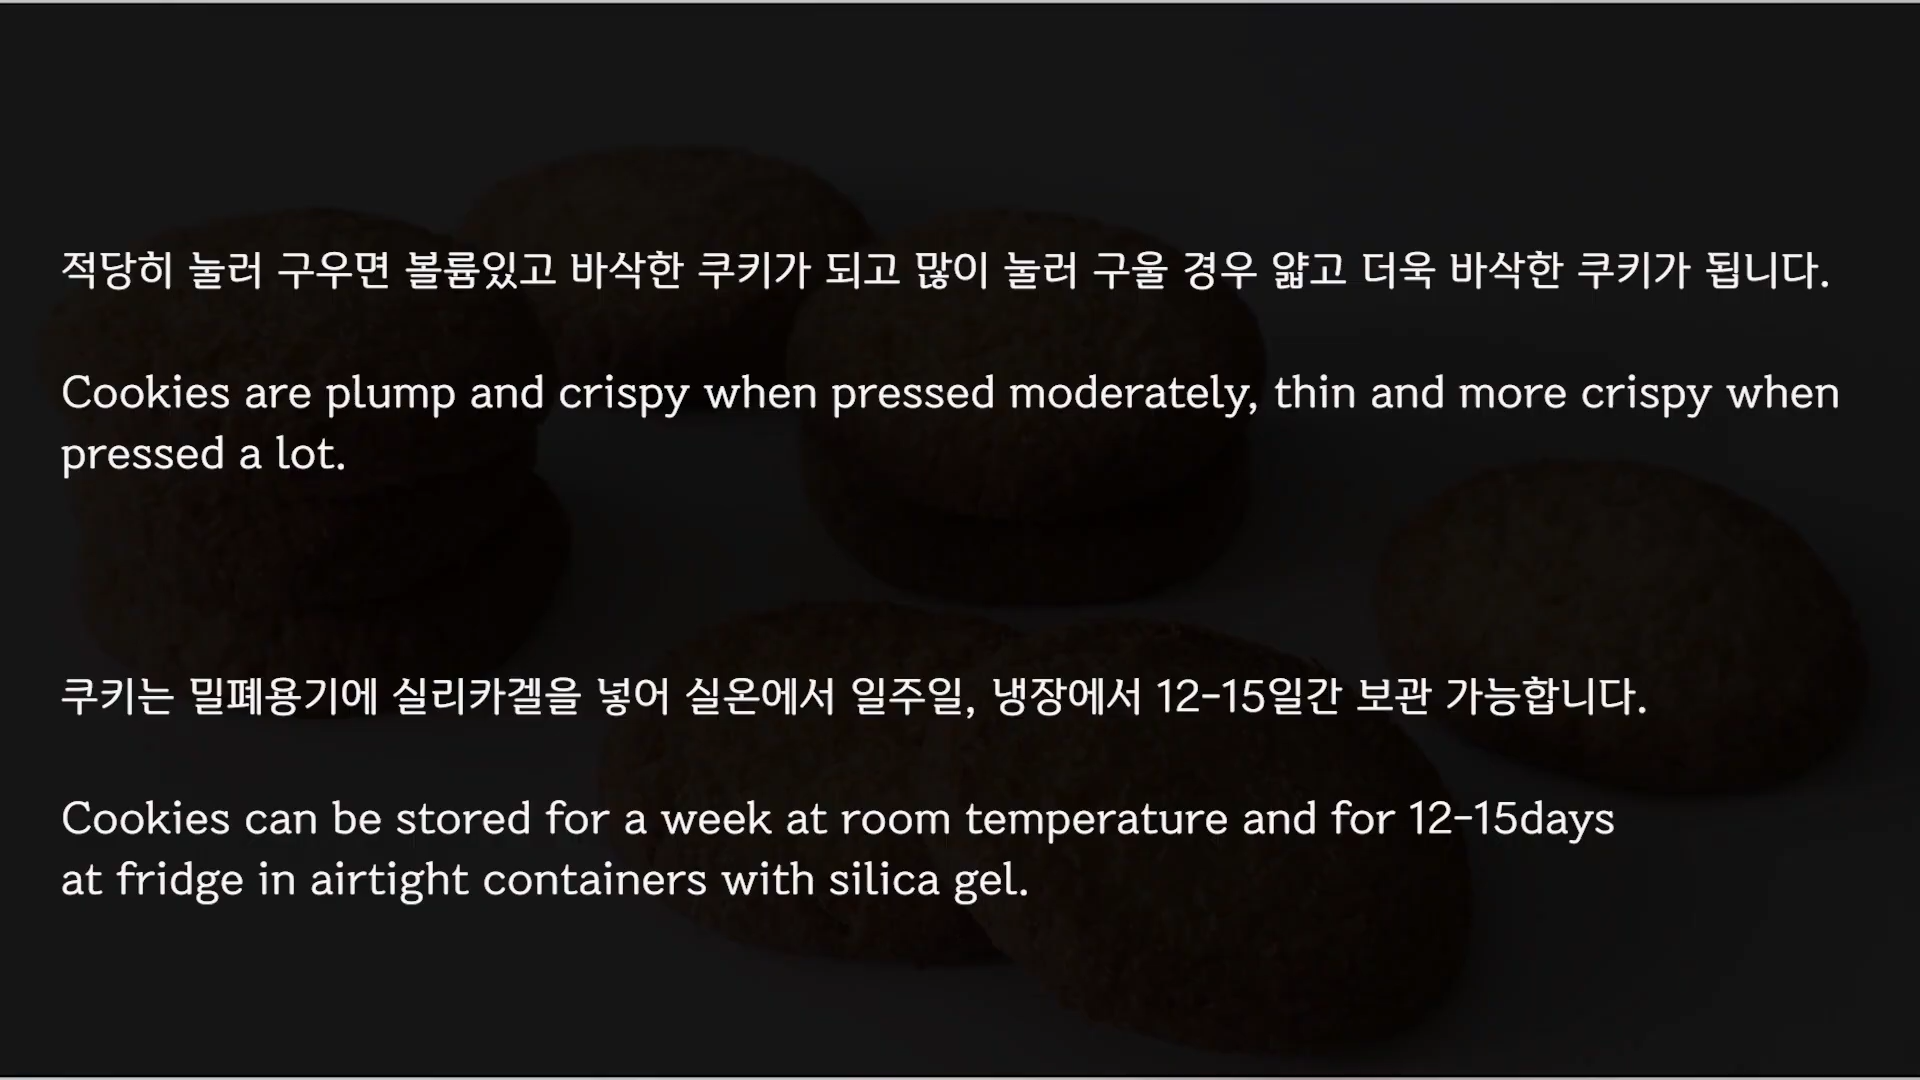 적당히 눌러 구우면 볼륨있고 바삭한 쿠키가 되고 많이 눌러 구울 경우 얇고 더욱 바삭한 쿠키가 됩니다.
Cookies are plump and crispy when pressed moderately, thin and more crispy when
pressed a lot.
쿠키는 밀폐용기에 실리카겔을 넣어 실온에서 일주일, 냉장에서 12-15일간 보관 가능합니다.
Cookies can be stored for a week at room temperature and for 12-15days
at fridge in airtight containers with silica gel.